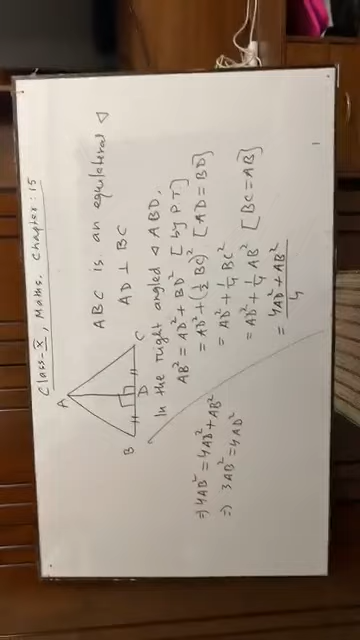 Class-X, Maths, Chapter: 15
A
B
D
C
ABC is an equilateral △
AD ⊥ BC
In the right angled △ ABD,
AB² = AD² + BD² [by P.T]
= AD² + (½ BC)² [AD = BD]
= AD² + ¼ BC²
= AD² + ¼ AB² [BC = AB]
= 4AD² + AB² / 4
⇒ 4AB² = 4AD² + AB²
⇒ 3AB² = 4AD²